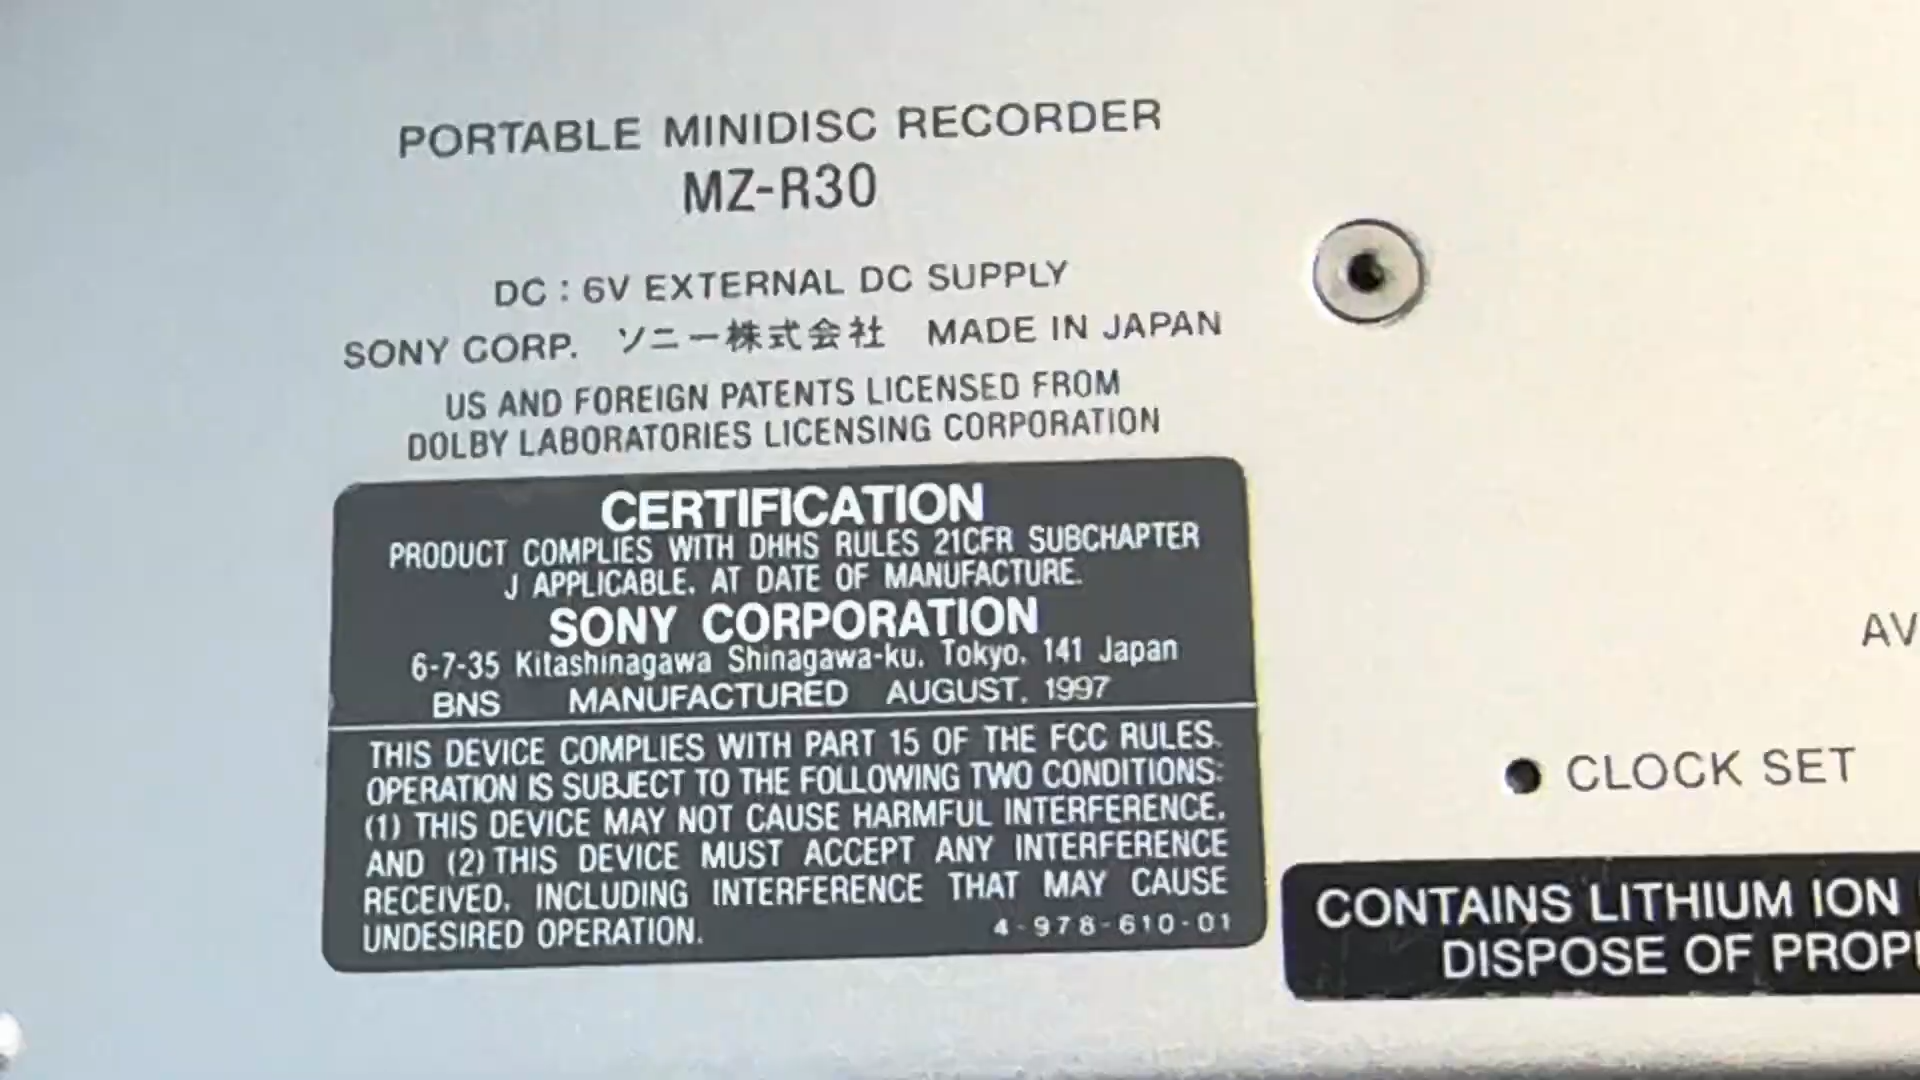 PORTABLE MINIDISC RECORDER
MZ-R30
DC : 6V EXTERNAL DC SUPPLY
SONY CORP. ソニー株式会社 MADE IN JAPAN
US AND FOREIGN PATENTS LICENSED FROM
DOLBY LABORATORIES LICENSING CORPORATION
CERTIFICATION
PRODUCT COMPLIES WITH DHHS RULES 21CFR SUBCHAPTER
J APPLICABLE. AT DATE OF MANUFACTURE.
SONY CORPORATION
6-7-35 Kitashinagawa Shinagawa-ku. Tokyo. 141 Japan
BNS MANUFACTURED AUGUST. 1997
THIS DEVICE COMPLIES WITH PART 15 OF THE FCC RULES.
OPERATION IS SUBJECT TO THE FOLLOWING TWO CONDITIONS:
(1) THIS DEVICE MAY NOT CAUSE HARMFUL INTERFERENCE.
AND (2) THIS DEVICE MUST ACCEPT ANY INTERFERENCE
RECEIVED. INCLUDING INTERFERENCE THAT MAY CAUSE
UNDESIRED OPERATION. 4-978-610-01
CLOCK SET
CONTAINS LITHIUM ION
DISPOSE OF